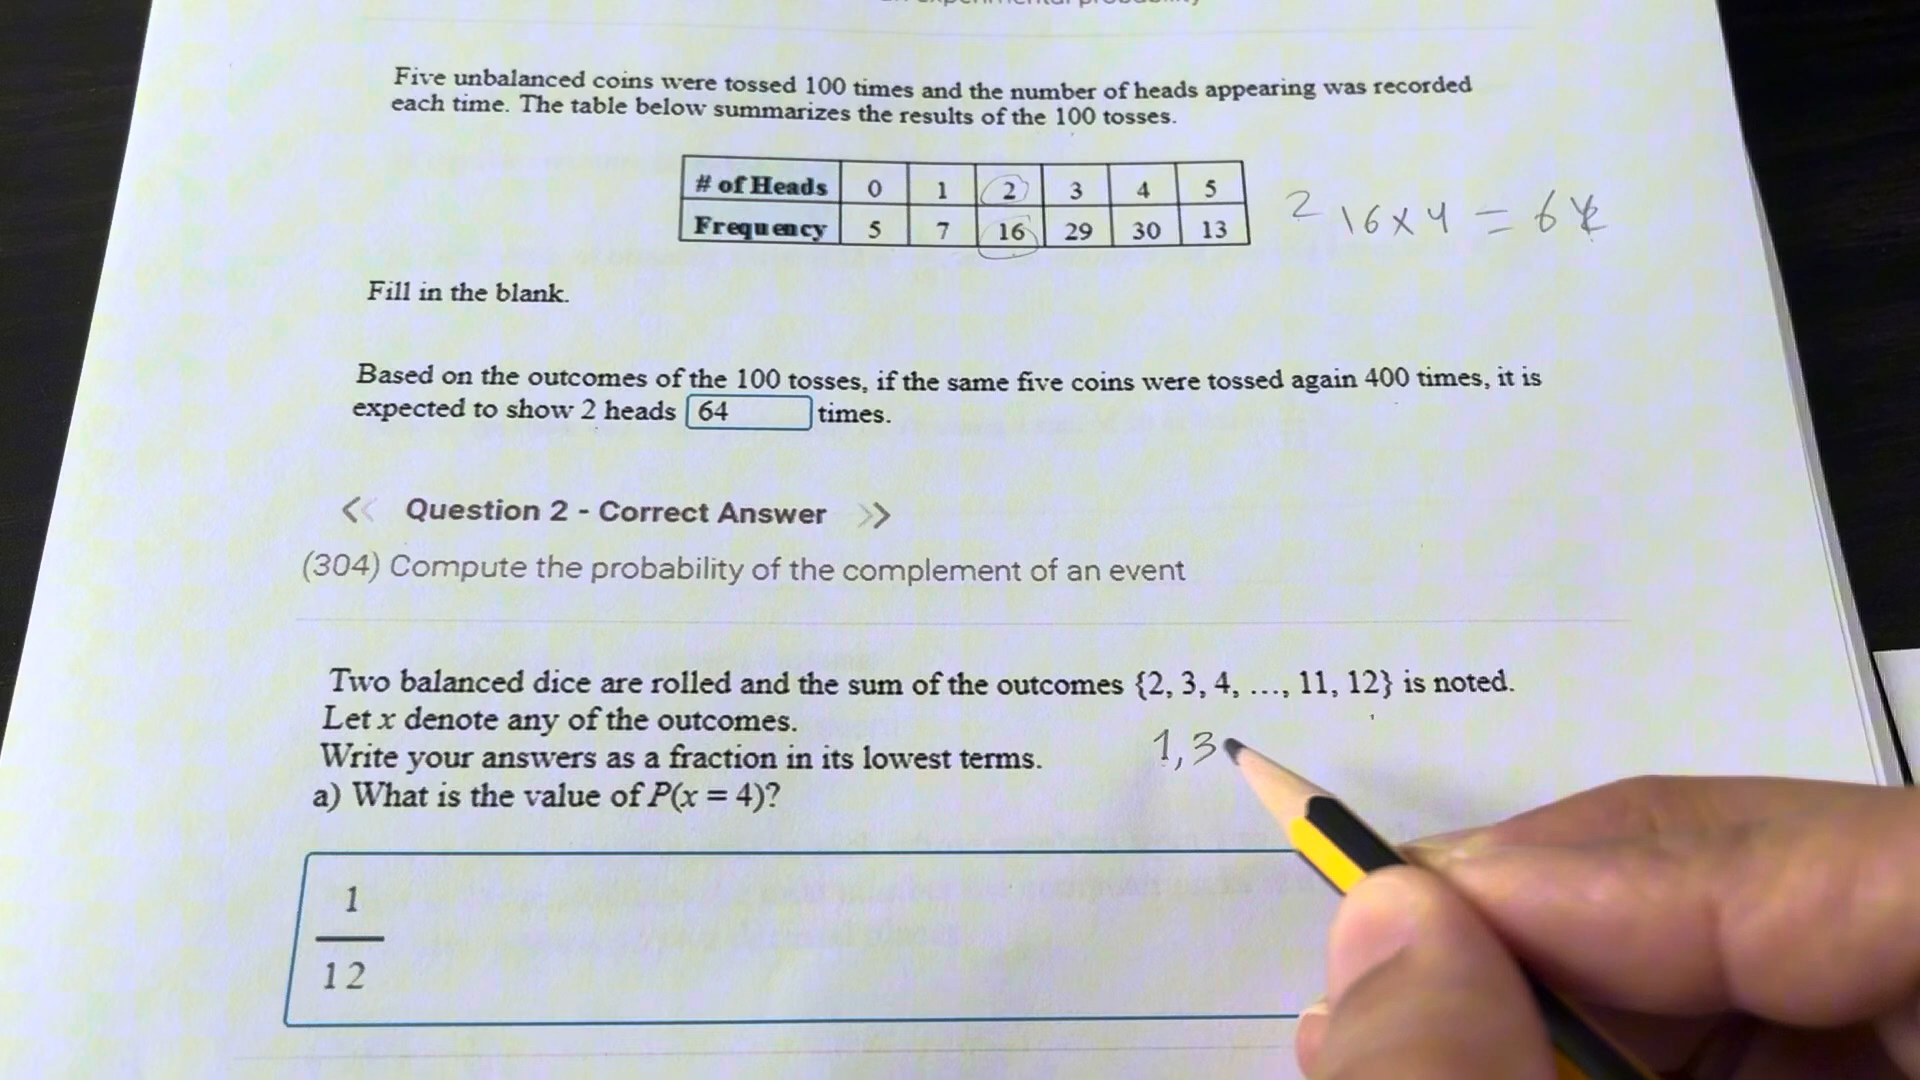 Five unbalanced coins were tossed 100 times and the number of heads appearing was recorded
each time. The table below summarizes the results of the 100 tosses.
# of Heads 0 1 2 3 4 5
Frequency 5 7 16 29 30 13
2 16 x 4 = 64
Fill in the blank.
Based on the outcomes of the 100 tosses, if the same five coins were tossed again 400 times, it is
expected to show 2 heads 64 times.
<< Question 2 - Correct Answer >>
(304) Compute the probability of the complement of an event
Two balanced dice are rolled and the sum of the outcomes {2, 3, 4, ..., 11, 12} is noted.
Let x denote any of the outcomes.
Write your answers as a fraction in its lowest terms.
1,3
a) What is the value of P(x = 4)?
1
12